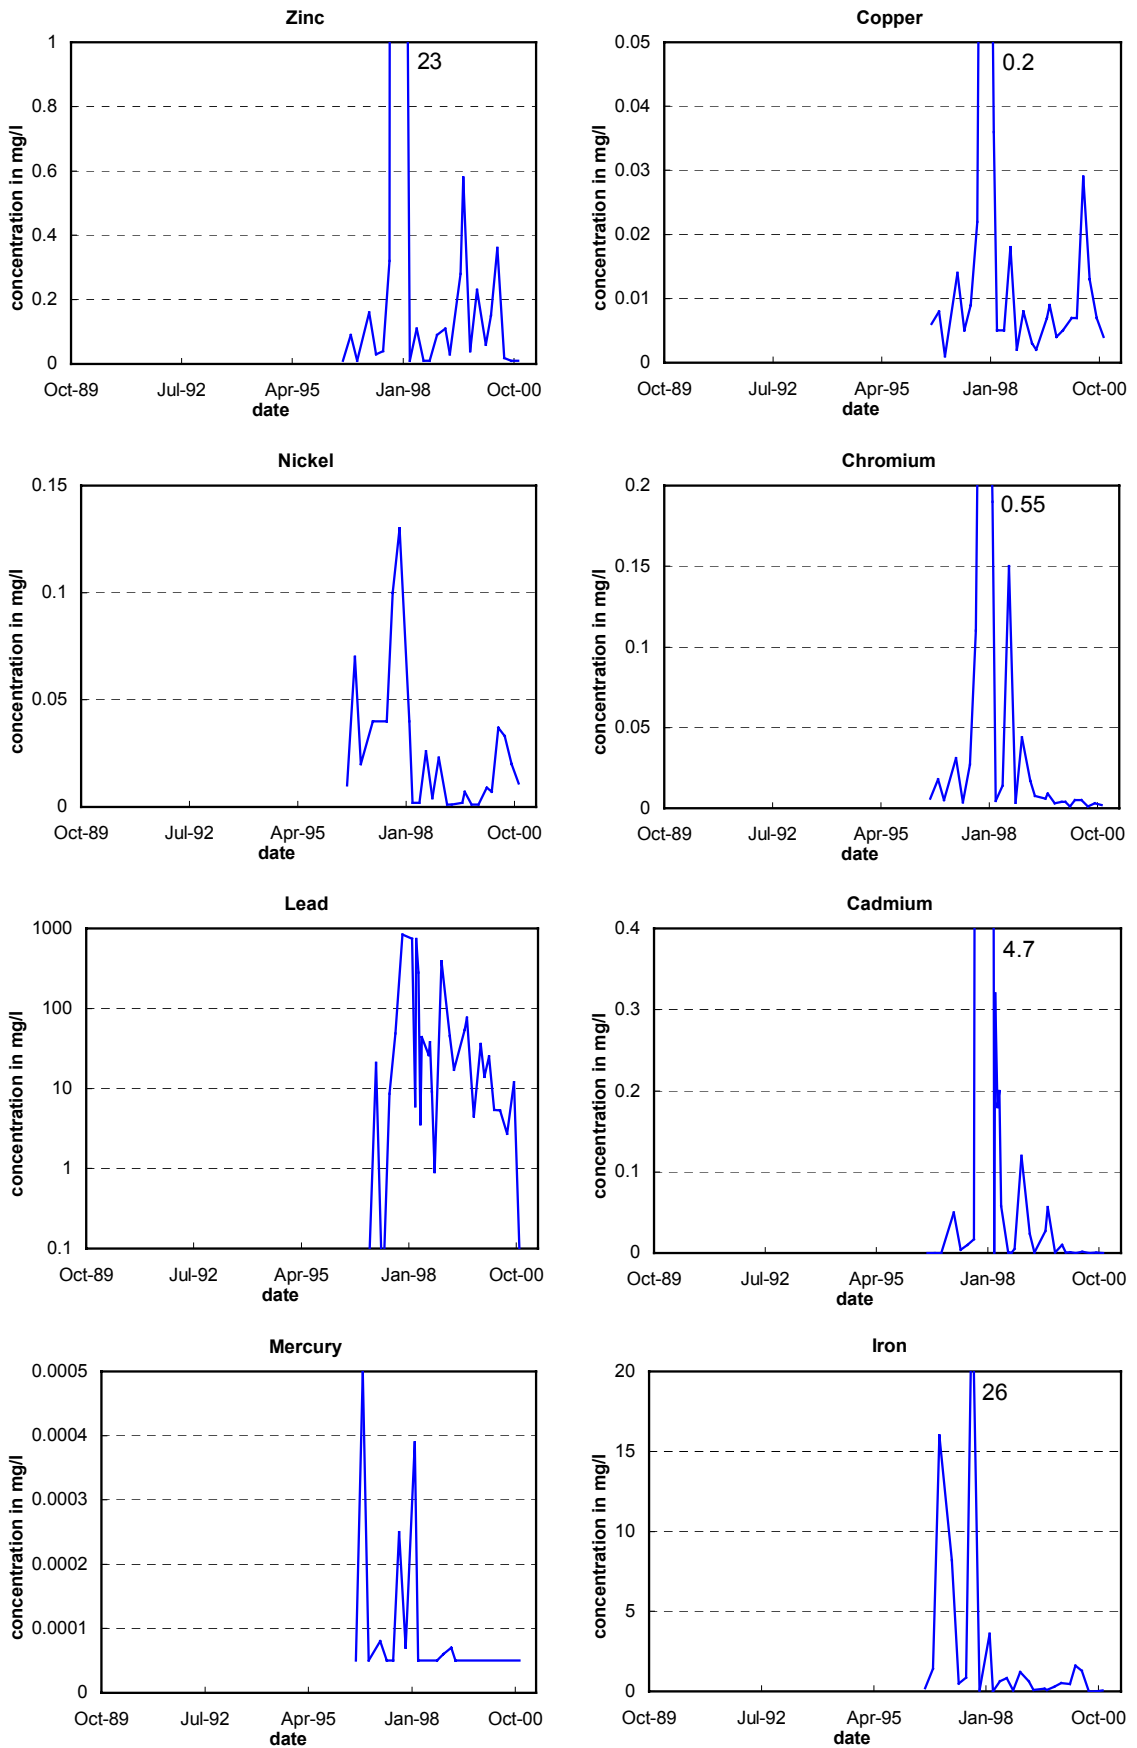 Zinc
concentration in mg/l
1
0.8
0.6
0.4
0.2
0
23
Oct-89 Jul-92 Apr-95 Jan-98 Oct-00
date
Copper
concentration in mg/l
0.05
0.04
0.03
0.02
0.01
0
0.2
Oct-89 Jul-92 Apr-95 Jan-98 Oct-00
date
Nickel
concentration in mg/l
0.15
0.1
0.05
0
Oct-89 Jul-92 Apr-95 Jan-98 Oct-00
date
Chromium
concentration in mg/l
0.2
0.15
0.1
0.05
0
0.55
Oct-89 Jul-92 Apr-95 Jan-98 Oct-00
date
Lead
concentration in mg/l
1000
100
10
1
0.1
Oct-89 Jul-92 Apr-95 Jan-98 Oct-00
date
Cadmium
concentration in mg/l
0.4
0.3
0.2
0.1
0
4.7
Oct-89 Jul-92 Apr-95 Jan-98 Oct-00
date
Mercury
concentration in mg/l
0.0005
0.0004
0.0003
0.0002
0.0001
0
Oct-89 Jul-92 Apr-95 Jan-98 Oct-00
date
Iron
concentration in mg/l
20
15
10
5
0
26
Oct-89 Jul-92 Apr-95 Jan-98 Oct-00
date